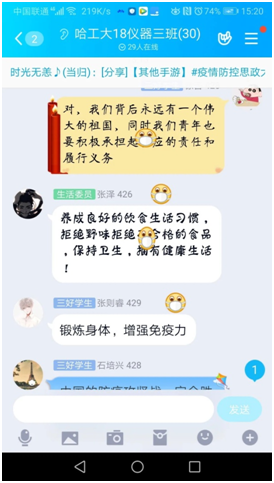 中国联通 219K/s 74% 15:20
2 哈工大18仪器三班(30)
29人在线
时光无恙♪(当归)：[分享]【其他手游】#疫情防控思政大
对，我们背后永远有一个伟
大的祖国，同时我们青年也
要积极承担起 应的责任和
履行义务
生活委员 张泽 426
养成良好的饮食生活习惯，
拒绝野味拒绝 合格的食品
，保持卫生， 有健康生活
！
三好学生 张则睿 429
锻炼身体，增强免疫力
三好学生 石培兴 428
1
发送